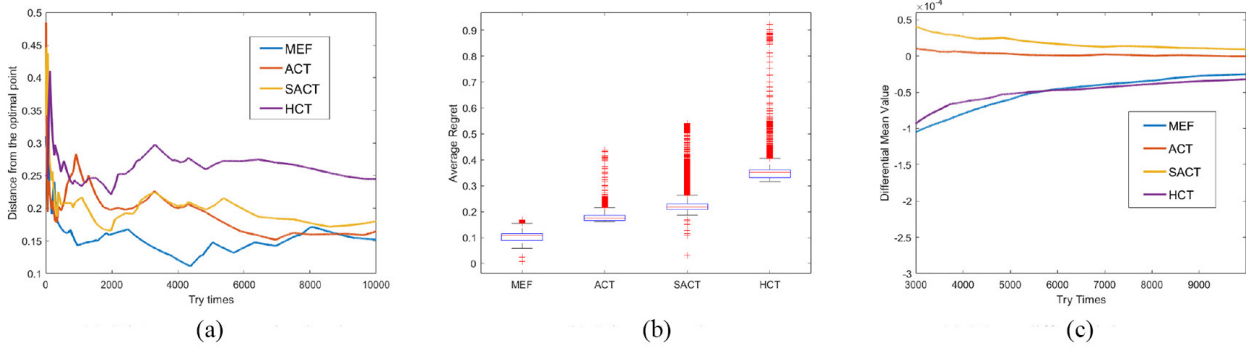 0.5
0.45
0.4
0.35
0.3
0.25
0.2
0.15
0.1
Distance from the optimal point
MEF
ACT
SACT
HCT
0 2000 4000 6000 8000 10000
Try times
(a)
0.9
0.8
0.7
0.6
0.5
0.4
0.3
0.2
0.1
0
Average Regret
MEF ACT SACT HCT
(b)
×10⁻⁴
0.5
0
-0.5
-1
-1.5
-2
-2.5
-3
Differential Mean Value
MEF
ACT
SACT
HCT
3000 4000 5000 6000 7000 8000 9000
Try Times
(c)